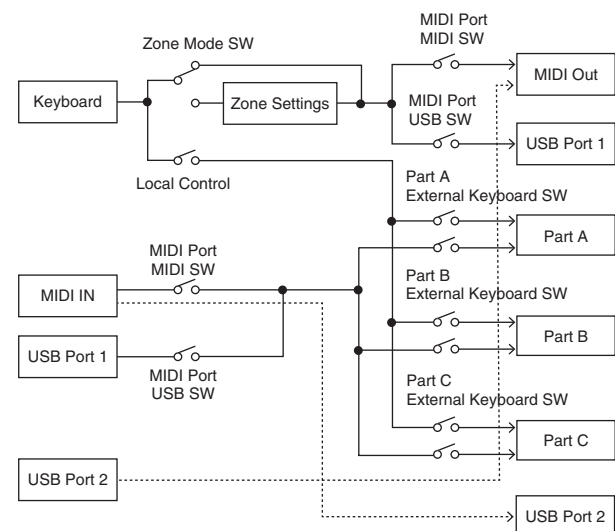 Zone Mode SW
MIDI Port
MIDI SW
Keyboard
Zone Settings
MIDI Out
MIDI Port
USB SW
USB Port 1
Local Control
Part A
External Keyboard SW
Part A
MIDI Port
MIDI SW
MIDI IN
Part B
External Keyboard SW
Part B
USB Port 1
MIDI Port
USB SW
Part C
External Keyboard SW
Part C
USB Port 2
USB Port 2